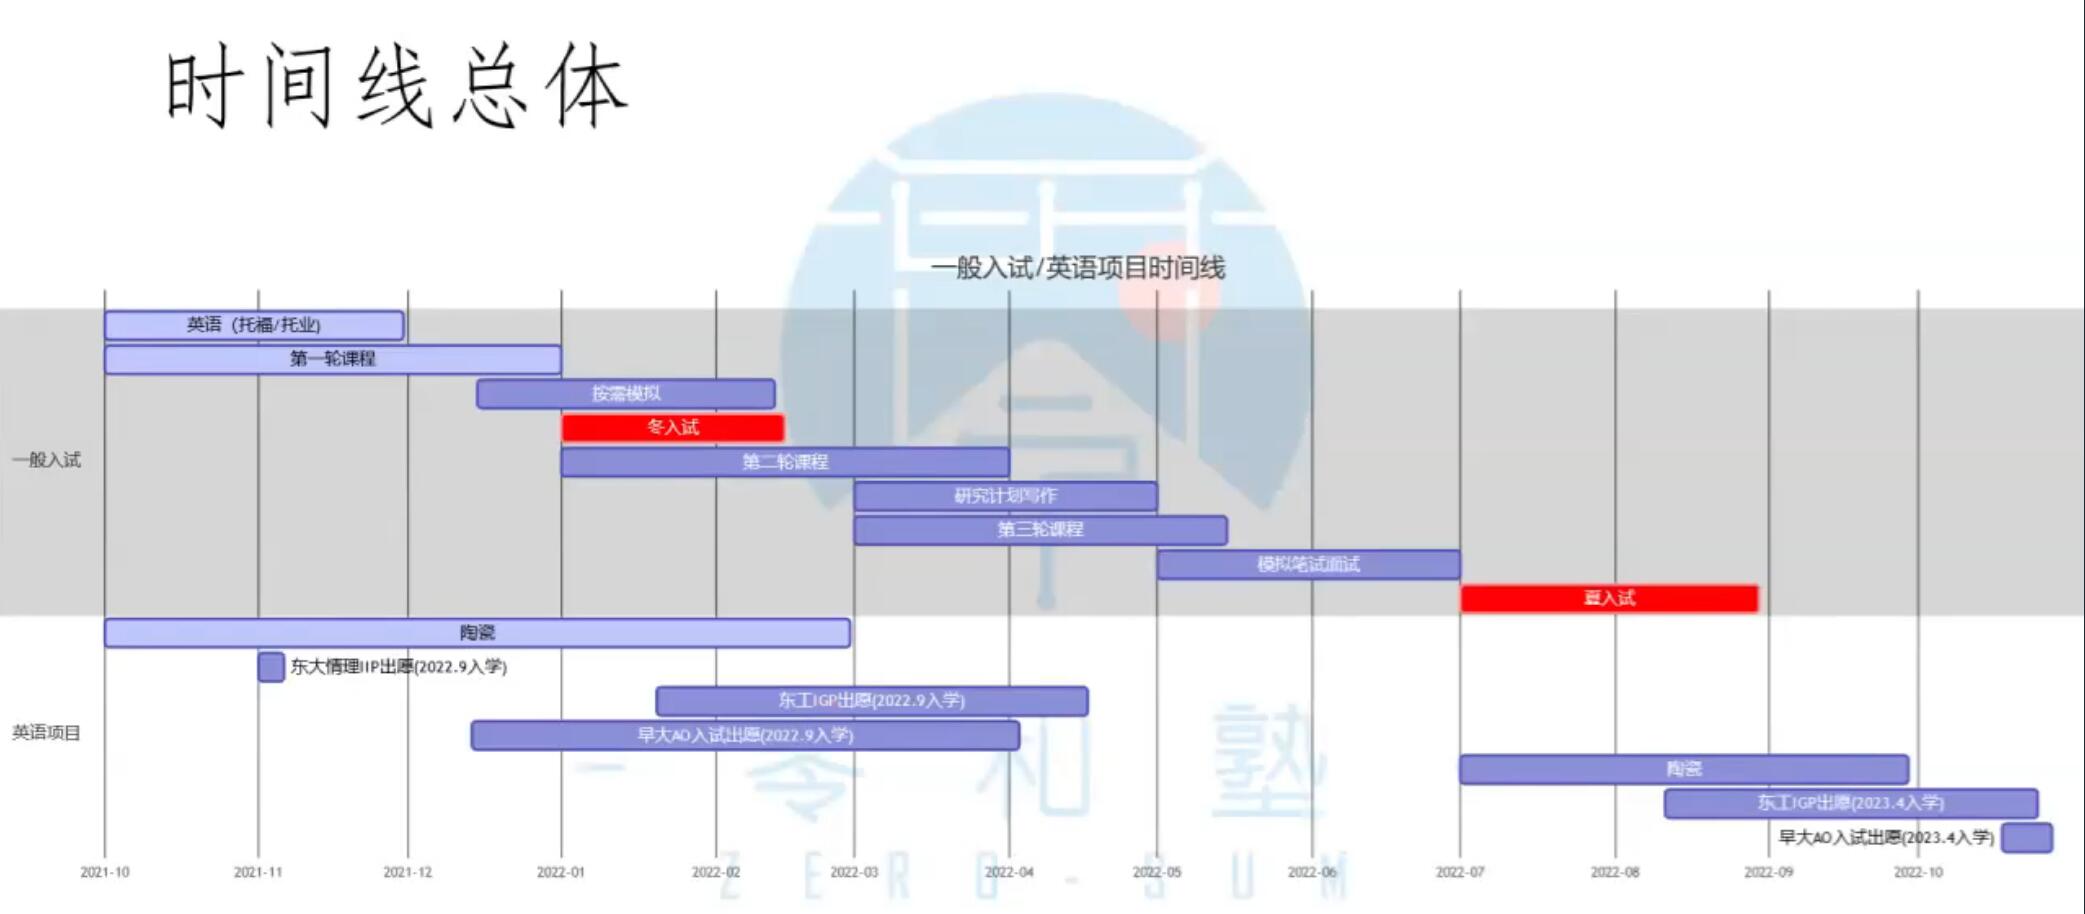 时间线总体
一般入试/英语项目时间线
英语（托福/托业)
第一轮课程
按需模拟
冬入试
第二轮课程
一般入试
研究计划写作
第三轮课程
模拟笔试面试
夏入试
陶瓷
东大情理IIP出愿(2022.9入学)
东工IGP出愿(2022.9入学)
英语项目
早大AO入试出愿(2022.9入学)
陶瓷
东工IGP出愿(2023.4入学)
早大AO入试出愿(2023.4入学)
2021-10 2021-11 2021-12 2022-01 2022-02 2022-03 2022-04 2022-05 2022-06 2022-07 2022-08 2022-09 2022-10
零和塾
ZERO-SUM